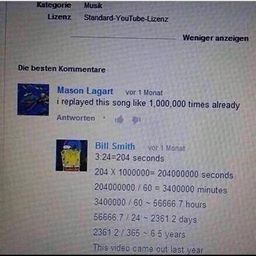 Kategorie Musik
Lizenz Standard-YouTube-Lizenz
Weniger anzeigen
Die besten Kommentare
Mason Lagart vor 1 Monat
i replayed this song like 1,000,000 times already
Antworten
Bill Smith vor 1 Monat
3:24=204 seconds
204 X 1000000= 204000000 seconds
204000000 / 60 = 3400000 minutes
3400000 / 60 ~ 56666.7 hours
56666.7 / 24 ~ 2361.2 days
2361.2 / 365 ~ 6.5 years
This video came out last year